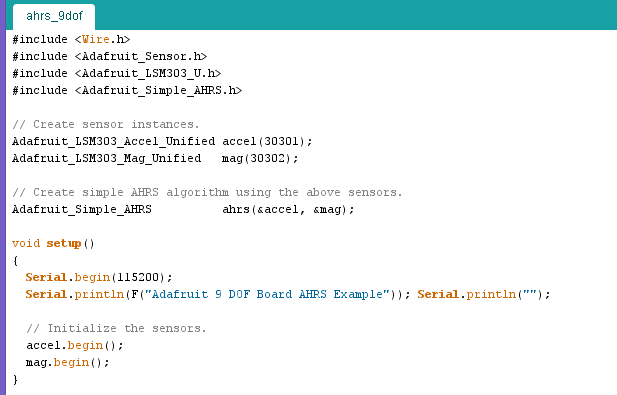 ahrs_9dof
#include <Wire.h>
#include <Adafruit_Sensor.h>
#include <Adafruit_LSM303_U.h>
#include <Adafruit_Simple_AHRS.h>
// Create sensor instances.
Adafruit_LSM303_Accel_Unified accel(30301);
Adafruit_LSM303_Mag_Unified   mag(30302);
// Create simple AHRS algorithm using the above sensors.
Adafruit_Simple_AHRS          ahrs(&accel, &mag);
void setup()
{
  Serial.begin(115200);
  Serial.println(F("Adafruit 9 DOF Board AHRS Example")); Serial.println("");
  // Initialize the sensors.
  accel.begin();
  mag.begin();
}